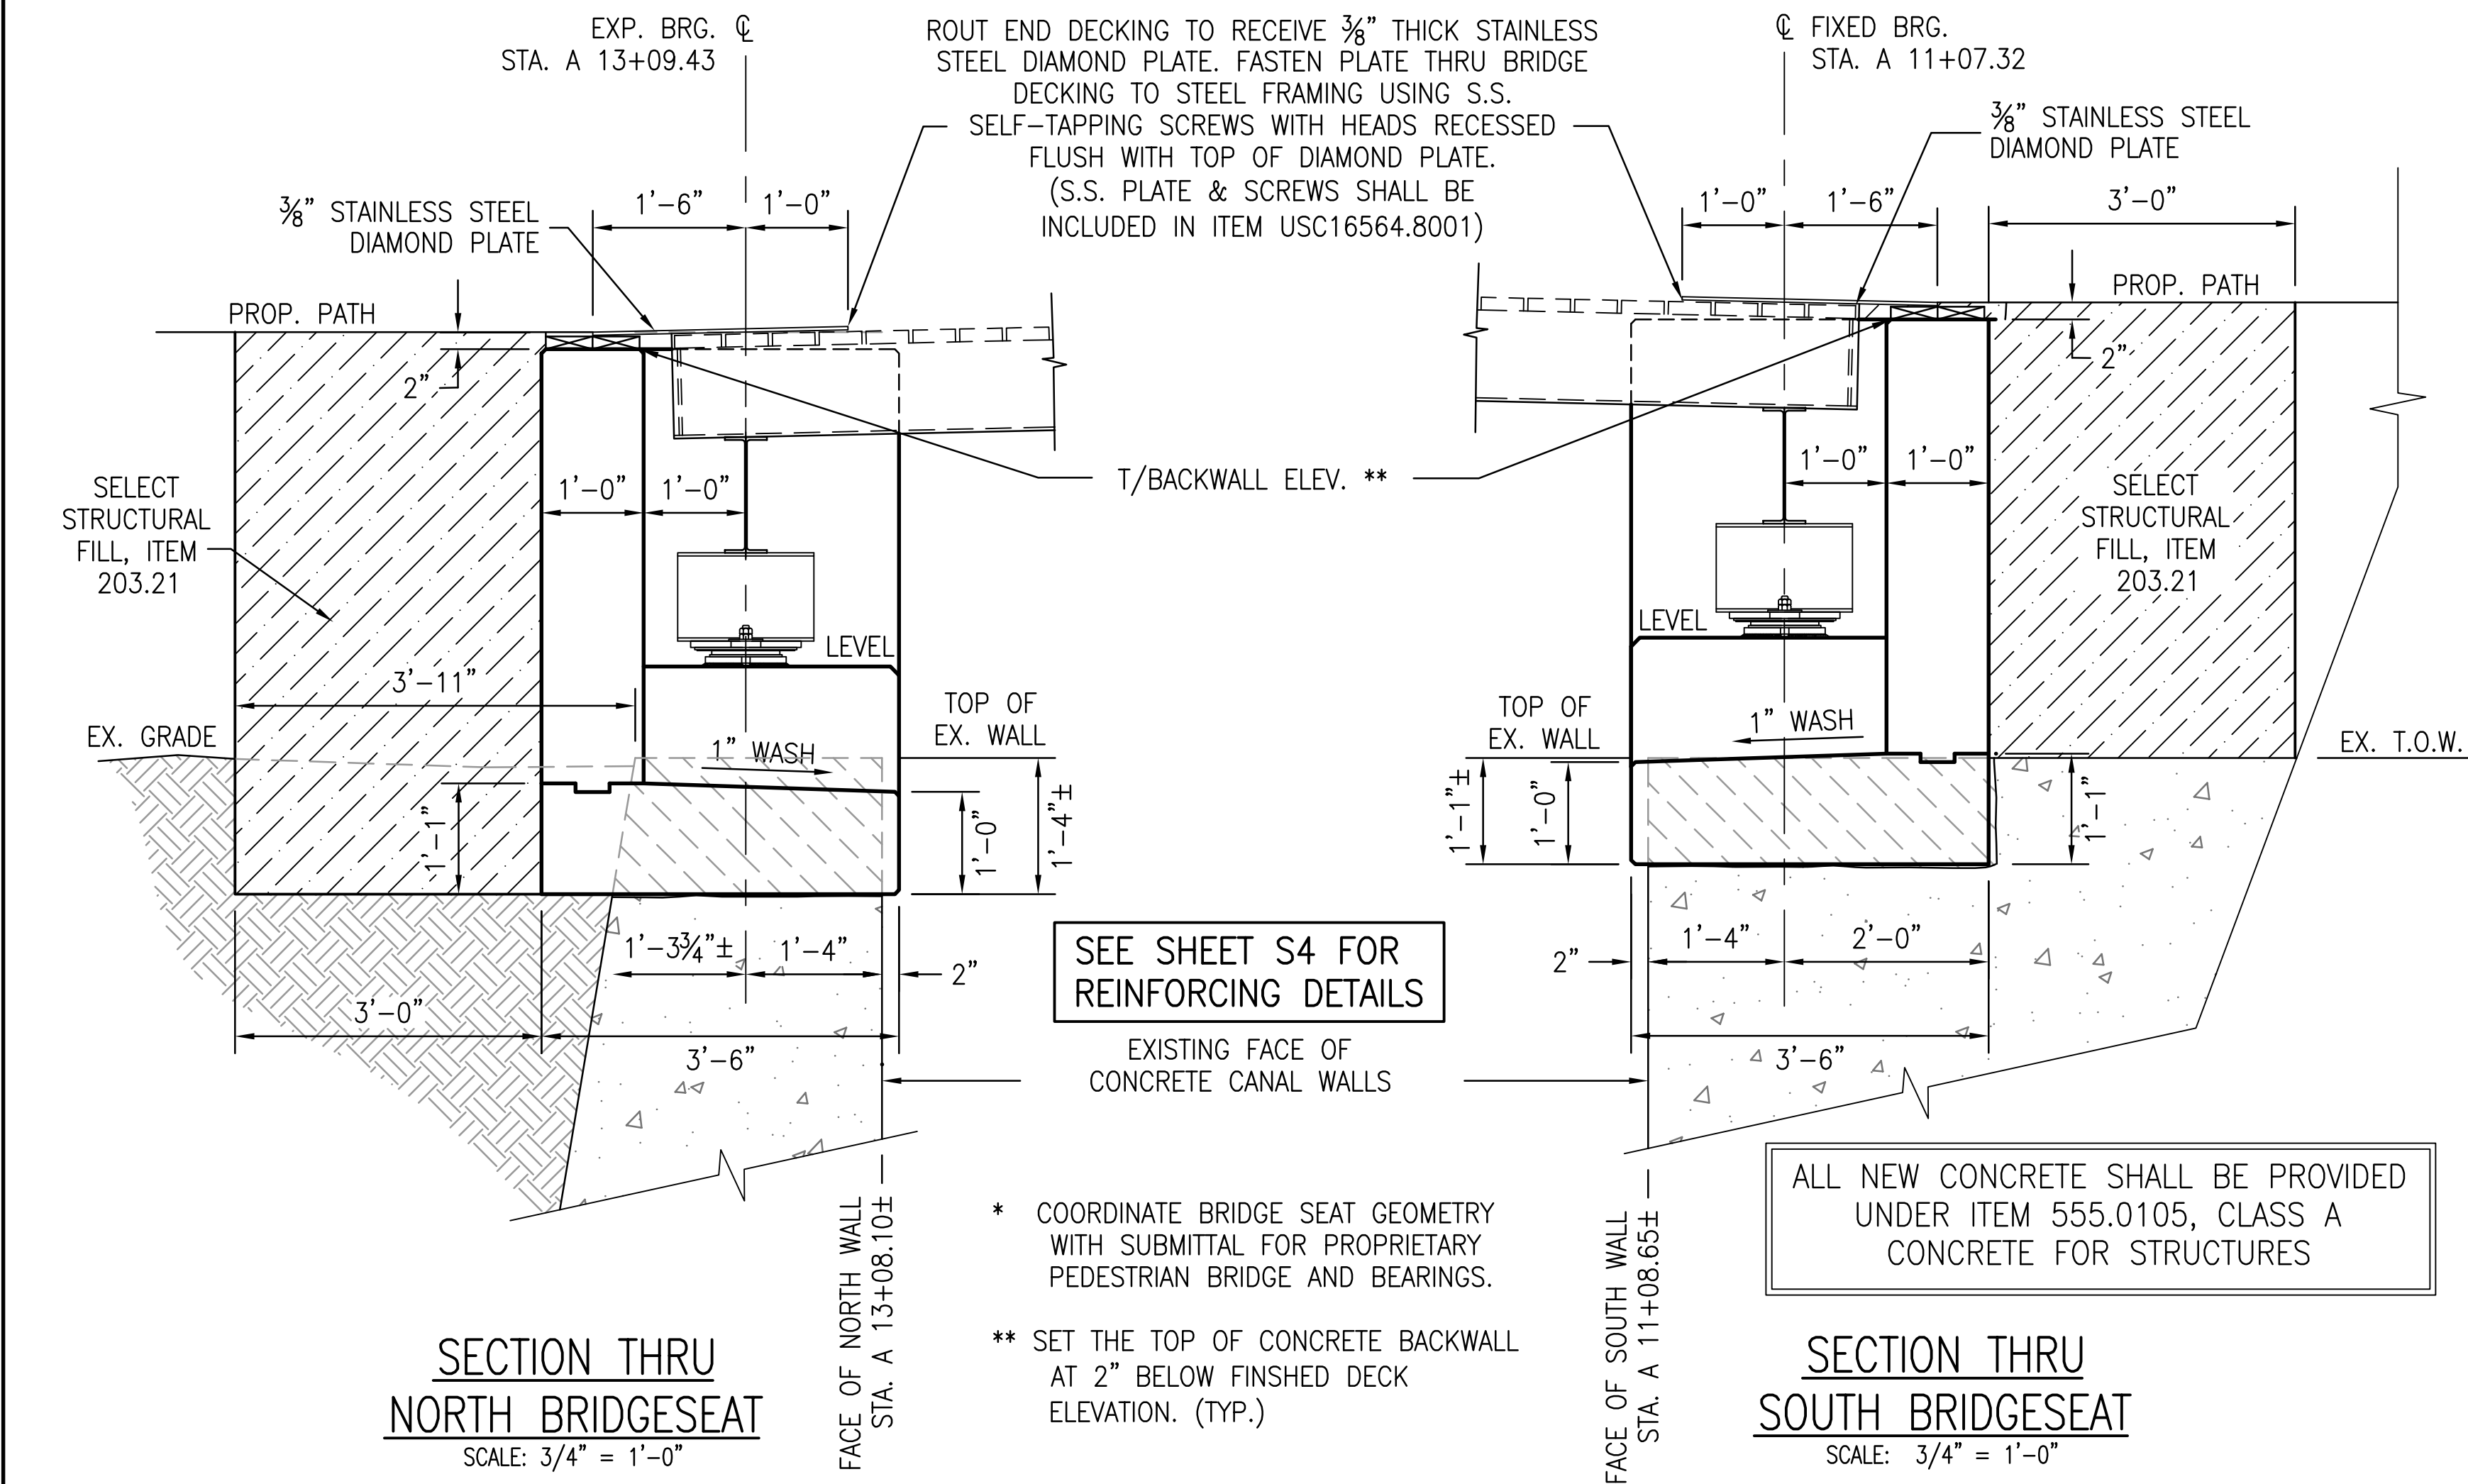 EXP. BRG. ℄
STA. A 13+09.43
ROUT END DECKING TO RECEIVE ⅜" THICK STAINLESS
STEEL DIAMOND PLATE. FASTEN PLATE THRU BRIDGE
DECKING TO STEEL FRAMING USING S.S.
SELF-TAPPING SCREWS WITH HEADS RECESSED
FLUSH WITH TOP OF DIAMOND PLATE.
(S.S. PLATE & SCREWS SHALL BE
INCLUDED IN ITEM USC16564.8001)
℄ FIXED BRG.
STA. A 11+07.32
⅜" STAINLESS STEEL
DIAMOND PLATE
⅜" STAINLESS STEEL
DIAMOND PLATE
1'-6"
1'-0"
1'-0"
1'-6"
3'-0"
PROP. PATH
PROP. PATH
2"
2"
T/BACKWALL ELEV. **
1'-0"
1'-0"
1'-0"
1'-0"
SELECT
STRUCTURAL
FILL, ITEM
203.21
SELECT
STRUCTURAL
FILL, ITEM
203.21
LEVEL
LEVEL
3'-11"
EX. GRADE
1" WASH
TOP OF
EX. WALL
TOP OF
EX. WALL
1" WASH
EX. T.O.W.
1'-1"
1'-0"
1'-4"±
1'-1"±
1'-0"
1'-1"
1'-3¾"±
1'-4"
2"
3'-0"
3'-6"
SEE SHEET S4 FOR
REINFORCING DETAILS
2"
1'-4"
2'-0"
3'-6"
EXISTING FACE OF
CONCRETE CANAL WALLS
FACE OF NORTH WALL
STA. A 13+08.10±
* COORDINATE BRIDGE SEAT GEOMETRY
WITH SUBMITTAL FOR PROPRIETARY
PEDESTRIAN BRIDGE AND BEARINGS.
** SET THE TOP OF CONCRETE BACKWALL
AT 2" BELOW FINSHED DECK
ELEVATION. (TYP.)
FACE OF SOUTH WALL
STA. A 11+08.65±
ALL NEW CONCRETE SHALL BE PROVIDED
UNDER ITEM 555.0105, CLASS A
CONCRETE FOR STRUCTURES
SECTION THRU
NORTH BRIDGESEAT
SCALE: 3/4" = 1'-0"
SECTION THRU
SOUTH BRIDGESEAT
SCALE: 3/4" = 1'-0"